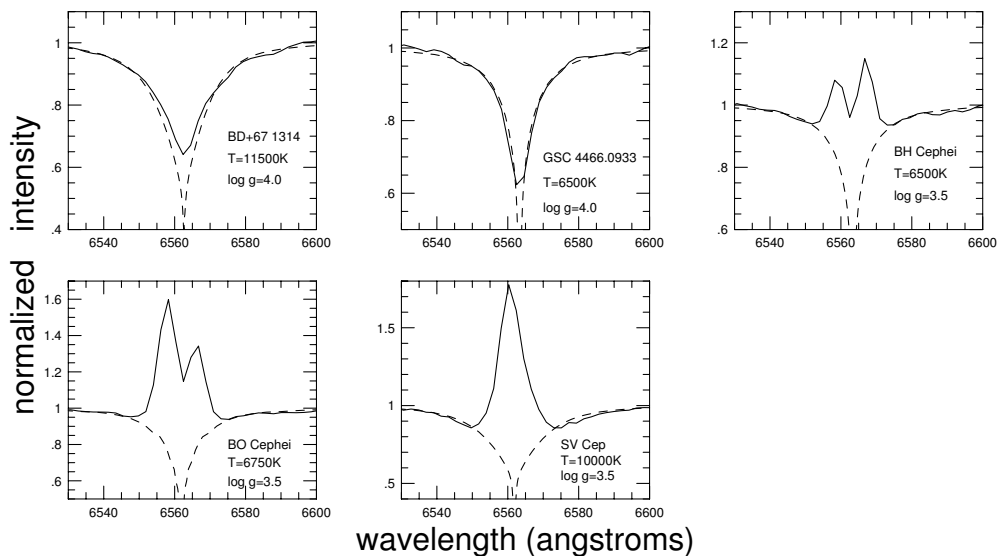 normalized intensity
1
.8
.6
.4
6540 6560 6580 6600
BD+67 1314
T=11500K
log g=4.0
1
.8
.6
6540 6560 6580 6600
GSC 4466.0933
T=6500K
log g=4.0
1.2
1
.8
.6
6540 6560 6580 6600
BH Cephei
T=6500K
log g=3.5
1.6
1.4
1.2
1
.8
.6
6540 6560 6580 6600
BO Cephei
T=6750K
log g=3.5
1.5
1
.5
6540 6560 6580 6600
SV Cep
T=10000K
log g=3.5
wavelength (angstroms)